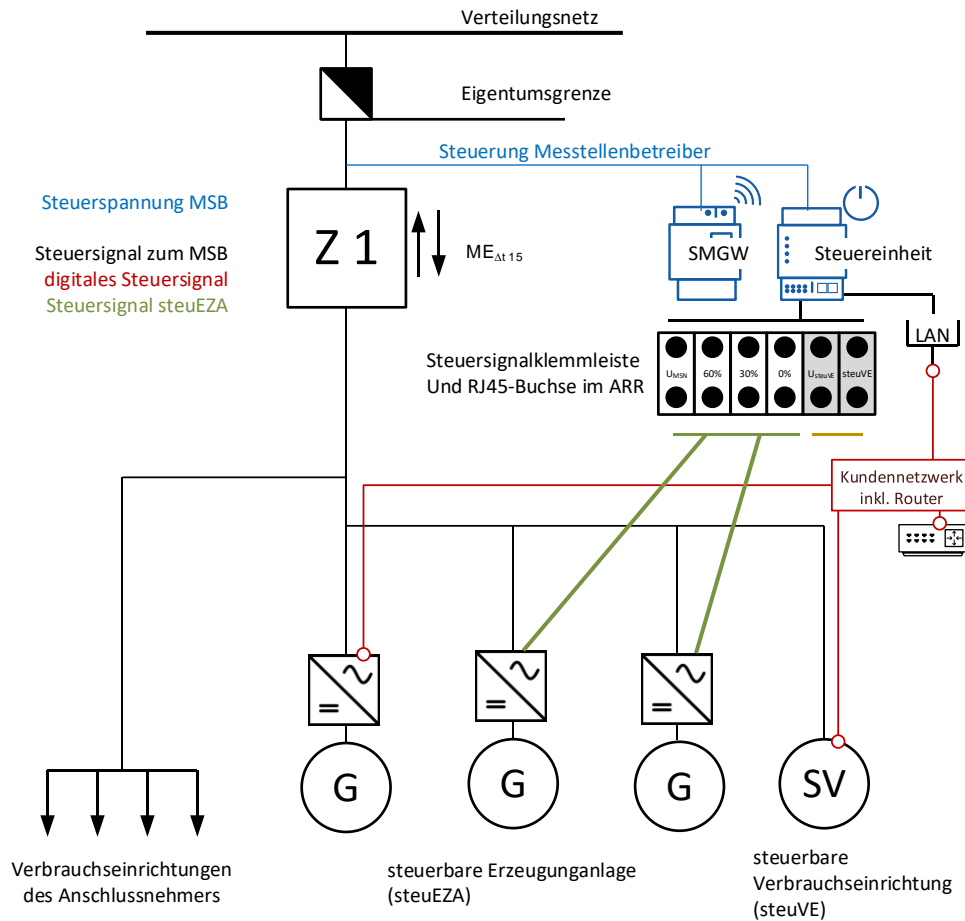 Verteilungsnetz
Eigentumsgrenze
Steuerung Messtellenbetreiber
Steuerspannung MSB
Steuersignal zum MSB
digitales Steuersignal
Steuersignal steuEZA
Z 1
MEΔt 15
SMGW
Steuereinheit
LAN
Steuersignalklemmleiste
Und RJ45-Buchse im ARR
UMSN 60% 30% 0% UsteuVE steuVE
Kundennetzwerk
inkl. Router
G G G SV
Verbrauchseinrichtungen
des Anschlussnehmers
steuerbare Erzeugunganlage
(steuEZA)
steuerbare
Verbrauchseinrichtung
(steuVE)